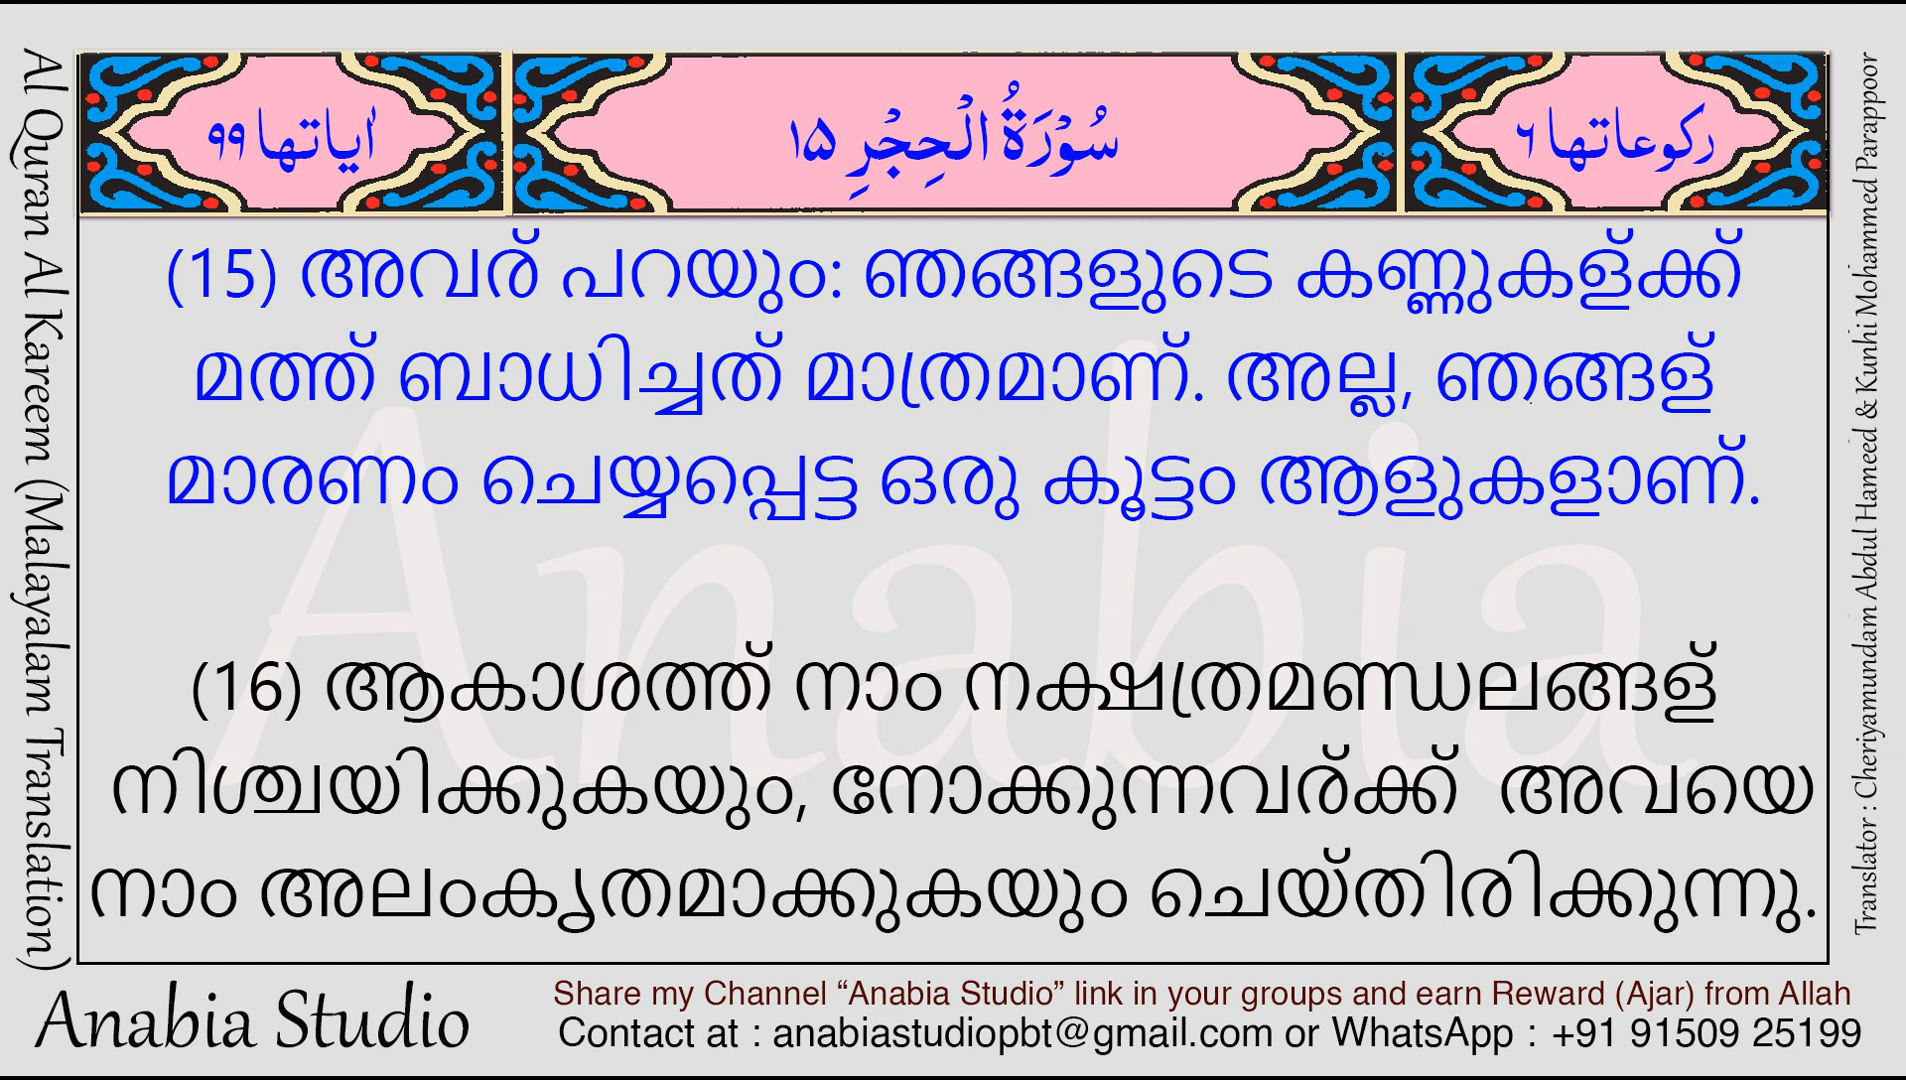 Al Quran Al Kareem (Malayalam Translation)
ركوعاتها ٦
سُوْرَةُ الْحِجْرِ ۱۵
اٰياتها ٩٩
(15) അവര് പറയും: ഞങ്ങളുടെ കണ്ണുകള്ക്ക്
മത്ത് ബാധിച്ചത് മാത്രമാണ്. അല്ല, ഞങ്ങള്
മാരണം ചെയ്യപ്പെട്ട ഒരു കൂട്ടം ആളുകളാണ്.
(16) ആകാശത്ത് നാം നക്ഷത്രമണ്ഡലങ്ങള്
നിശ്ചയിക്കുകയും, നോക്കുന്നവര്ക്ക് അവയെ
നാം അലംകൃതമാക്കുകയും ചെയ്തിരിക്കുന്നു.
Anabia
Translator : Cheriyamundam Abdul Hameed & Kunhi Mohammed Parappoor
Anabia Studio
Share my Channel “Anabia Studio” link in your groups and earn Reward (Ajar) from Allah
Contact at : anabiastudiopbt@gmail.com or WhatsApp : +91 91509 25199